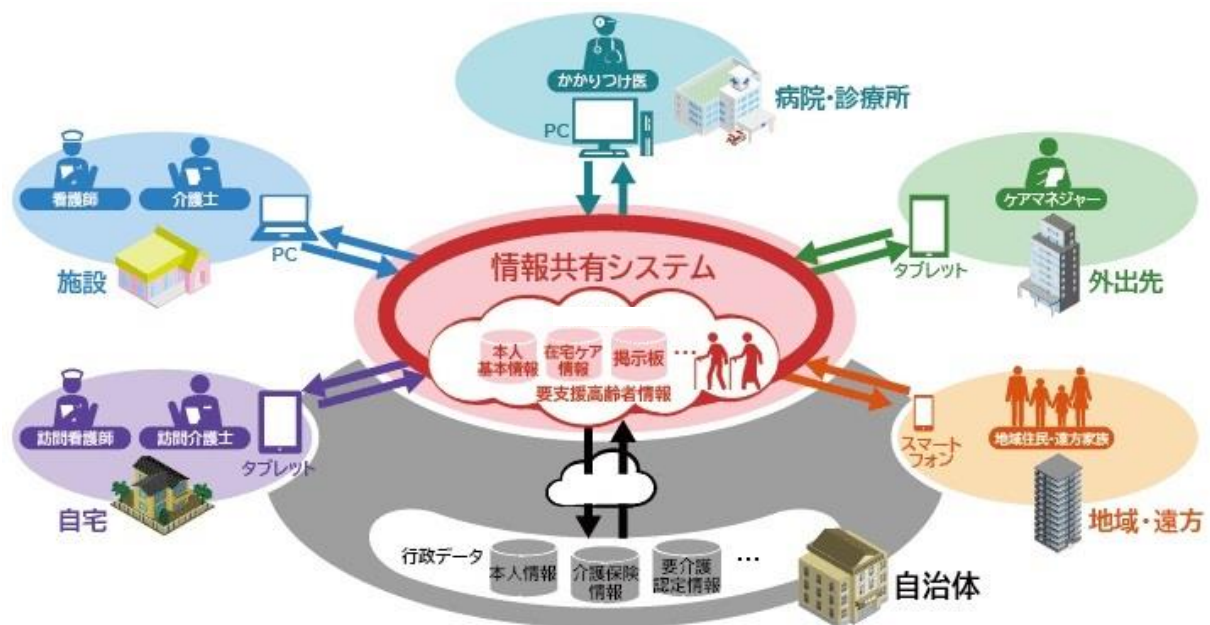 かかりつけ医
PC
病院・診療所
看護師
介護士
PC
施設
ケアマネジャー
タブレット
外出先
情報共有システム
本人
基本情報
在宅ケア
情報
掲示板
…
要支援高齢者情報
訪問看護師
訪問介護士
タブレット
自宅
地域住民・遠方家族
スマート
フォン
地域・遠方
行政データ
本人情報
介護保険
情報
要介護
認定情報
…
自治体